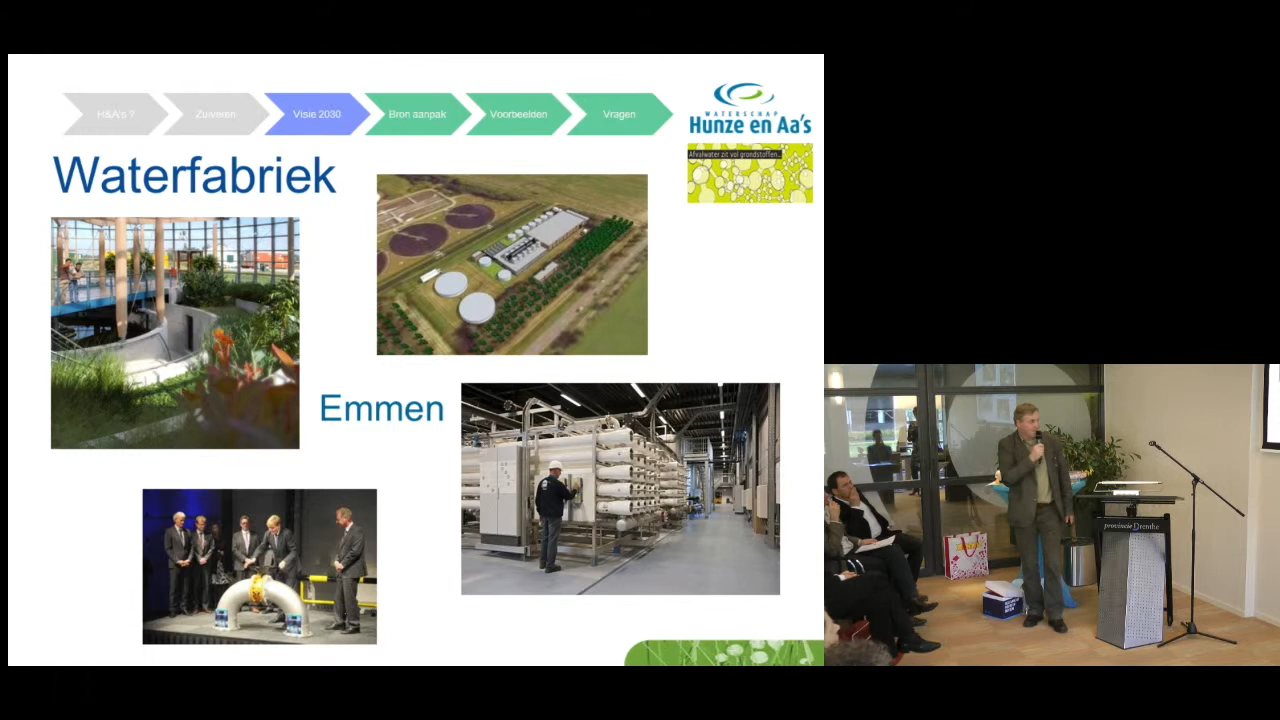 H&A's ?
Zuiveren
Visie 2030
Bron aanpak
Voorbeelden
Vragen
WATERSCHAP
Hunze en Aa's
Afvalwater zit vol grondstoffen...
Waterfabriek
Emmen
provincie Drenthe